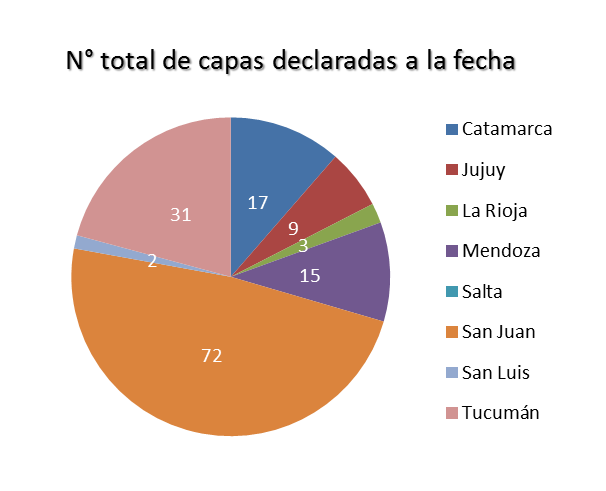 N° total de capas declaradas a la fecha
17
9
3
15
72
2
31
Catamarca
Jujuy
La Rioja
Mendoza
Salta
San Juan
San Luis
Tucumán